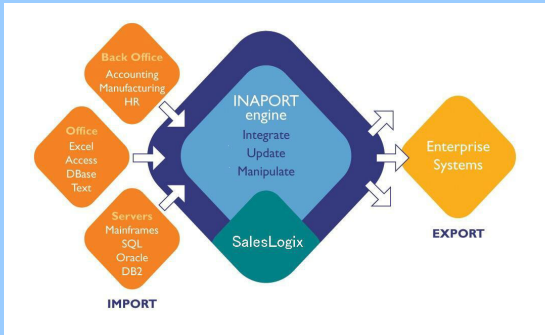 Back Office
Accounting
Manufacturing
HR
Office
Excel
Access
DBase
Text
Servers
Mainframes
SQL
Oracle
DB2
IMPORT
INAPORT
engine
Integrate
Update
Manipulate
SalesLogix
Enterprise
Systems
EXPORT